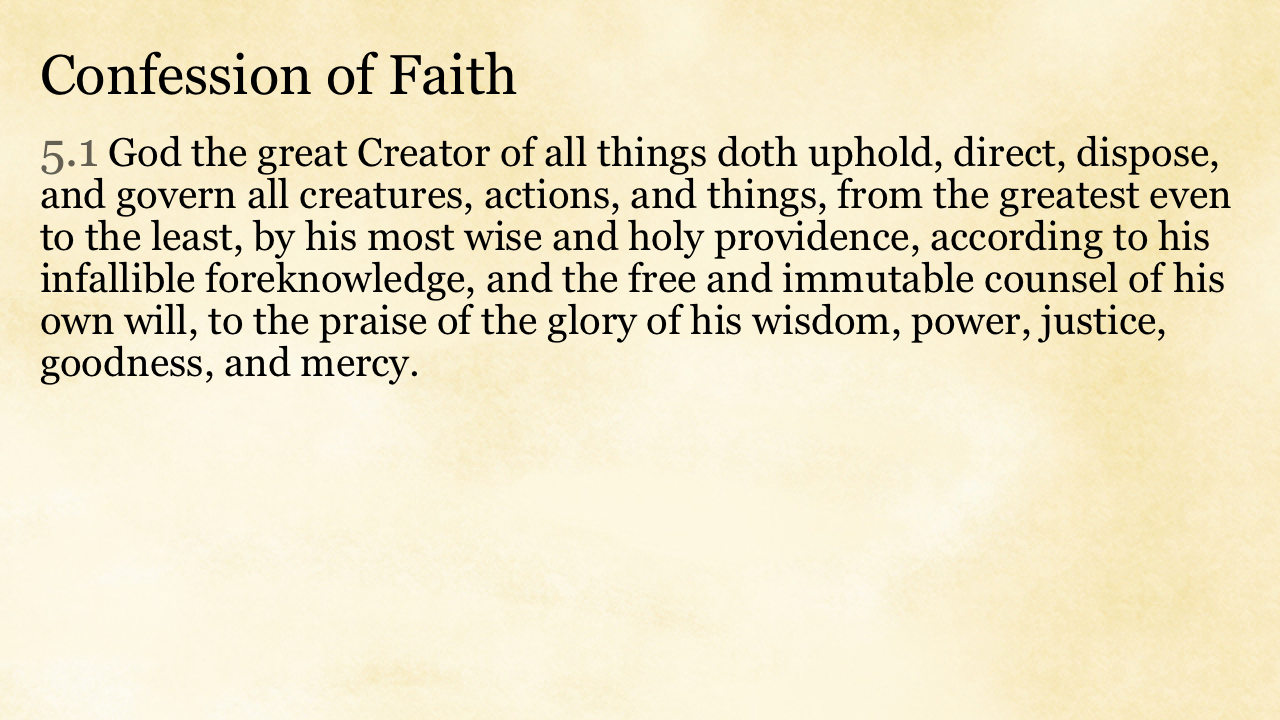 Confession of Faith
5.1 God the great Creator of all things doth uphold, direct, dispose,
and govern all creatures, actions, and things, from the greatest even
to the least, by his most wise and holy providence, according to his
infallible foreknowledge, and the free and immutable counsel of his
own will, to the praise of the glory of his wisdom, power, justice,
goodness, and mercy.